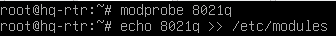 root@hq-rtr:~# modprobe 8021q
root@hq-rtr:~# echo 8021q >> /etc/modules